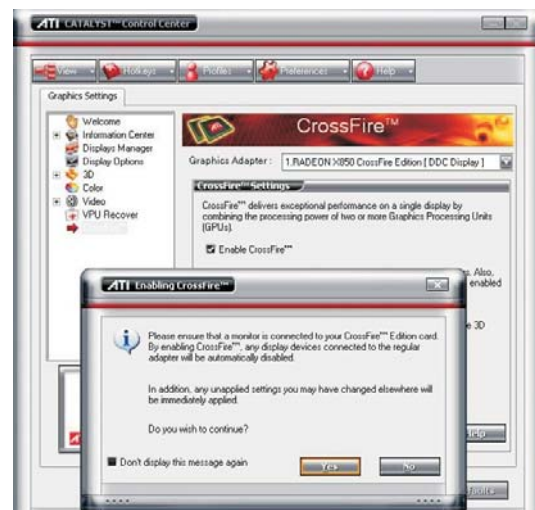 ATI CATALYST™ Control Center
View
Hotkeys
Profiles
Preferences
Help
Graphics Settings
Welcome
Information Center
Displays Manager
Display Options
3D
Color
Video
VPU Recover
CrossFire™
Graphics Adapter :
1.RADEON X850 CrossFire Edition [ DDC Display ]
CrossFire™ Settings
CrossFire™ delivers exceptional performance on a single display by
combining the processing power of two or more Graphics Processing Units
(GPUs).
Enable CrossFire™
s. Also,
enabled
e 3D
ATI Enabling CrossFire™
Please ensure that a monitor is connected to your CrossFire™ Edition card.
By enabling CrossFire™, any display devices connected to the regular
adapter will be automatically disabled.
In addition, any unapplied settings you may have changed elsewhere will
be immediately applied.
Do you wish to continue?
Don't display this message again
Yes
No
Help
faults